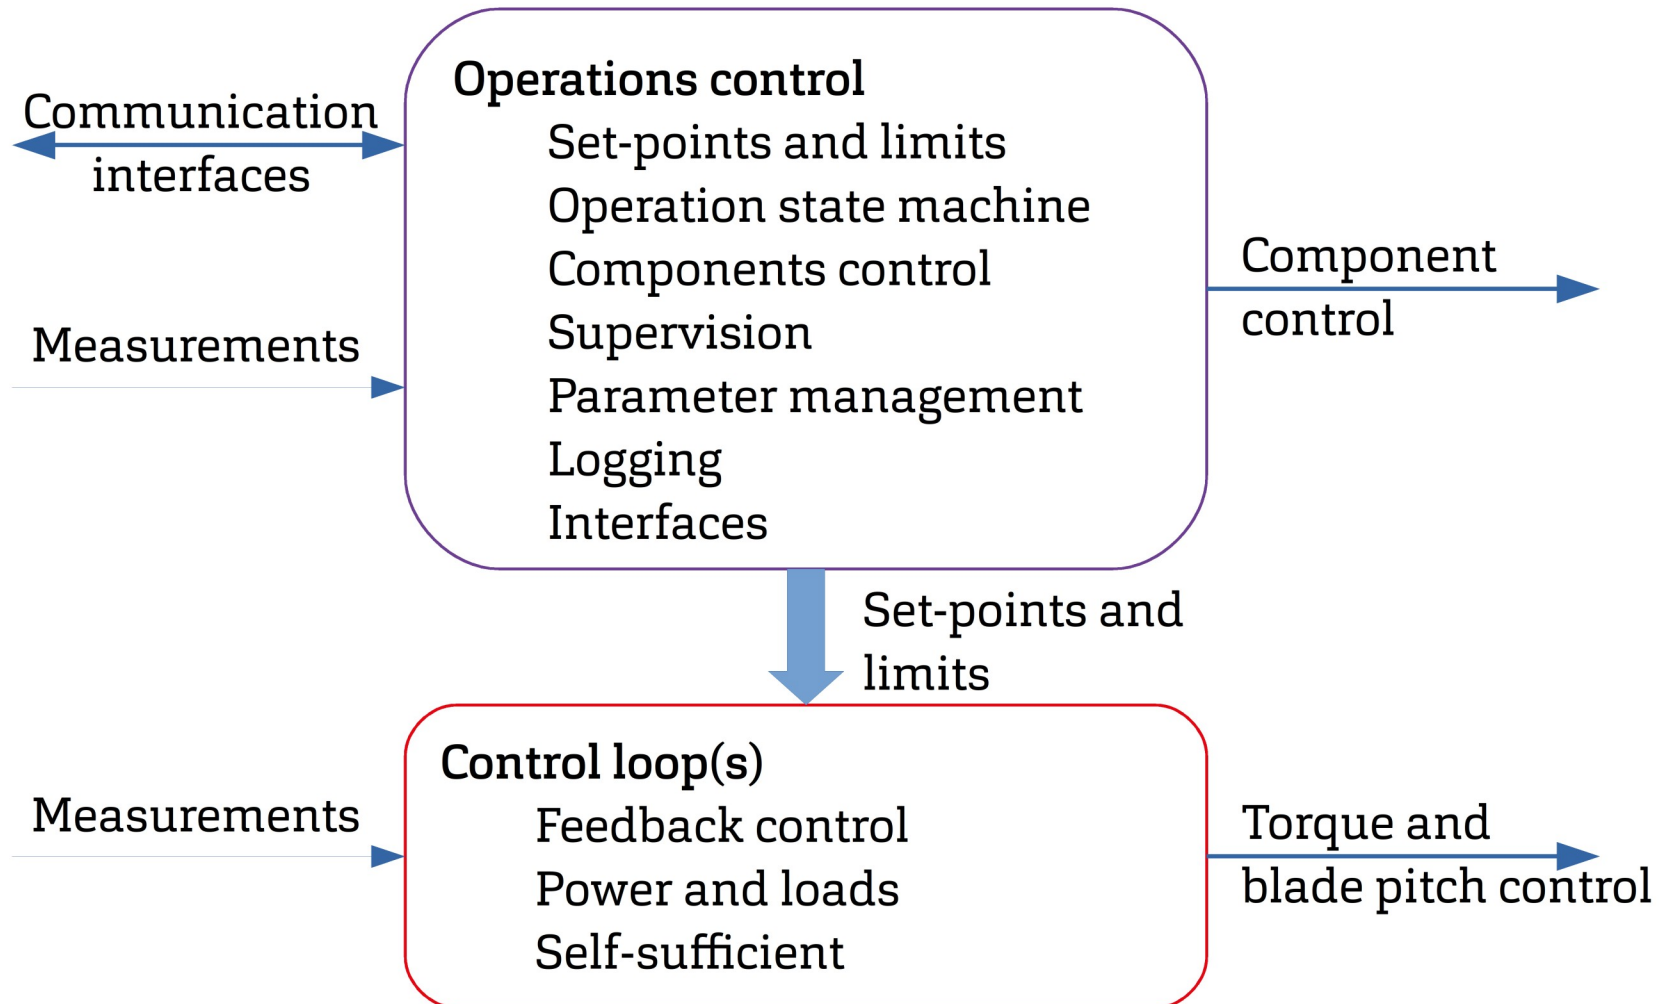 Communication
interfaces
Measurements
Operations control
Set-points and limits
Operation state machine
Components control
Supervision
Parameter management
Logging
Interfaces
Component
control
Set-points and
limits
Measurements
Control loop(s)
Feedback control
Power and loads
Self-sufficient
Torque and
blade pitch control